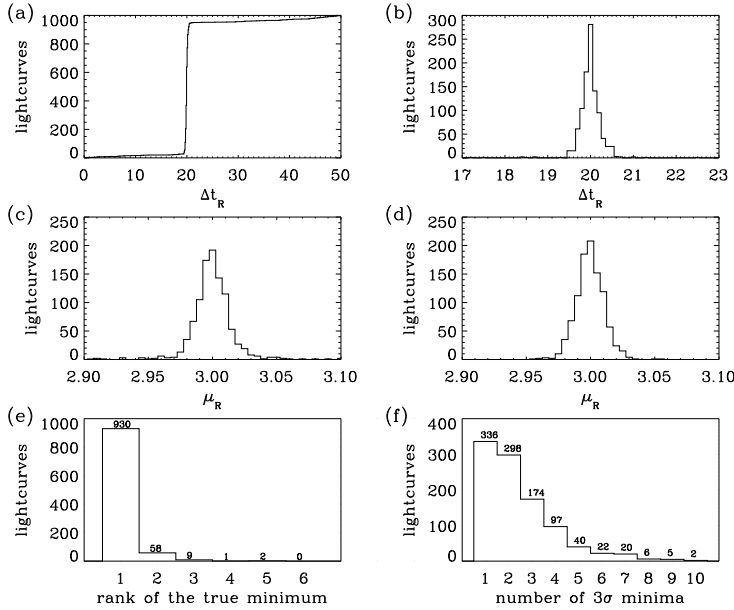 (a)
1000
800
600
400
200
0
lightcurves
0 10 20 30 40 50
Δt_R
(b)
300
250
200
150
100
50
0
lightcurves
17 18 19 20 21 22 23
Δt_R
(c)
250
200
150
100
50
0
lightcurves
2.90 2.95 3.00 3.05 3.10
μ_R
(d)
250
200
150
100
50
0
lightcurves
2.90 2.95 3.00 3.05 3.10
μ_R
(e)
1000
800
600
400
200
0
lightcurves
930 58 9 1 2 0
1 2 3 4 5 6
rank of the true minimum
(f)
400
300
200
100
0
lightcurves
336 298 174 97 40 22 20 6 5 2
1 2 3 4 5 6 7 8 9 10
number of 3σ minima